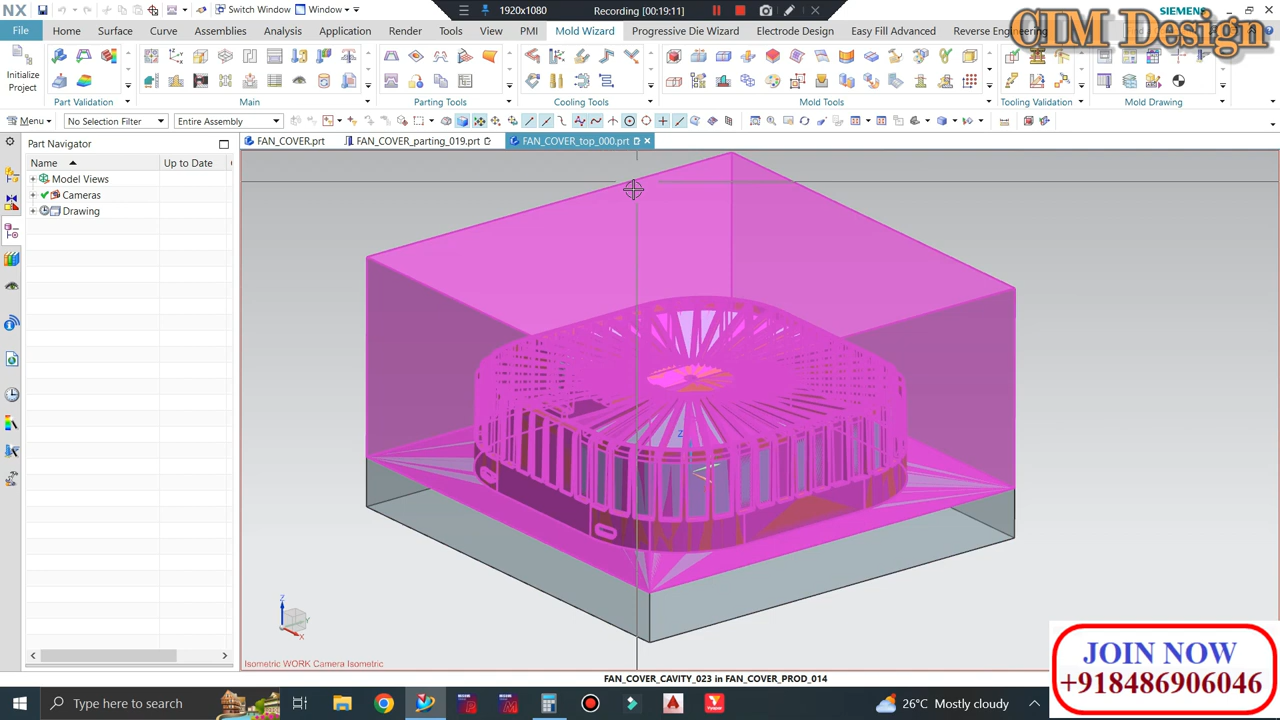 NX
Switch Window
Window
1920x1080
Recording [00:19:11]
SIEMENS
CIM Design
File
Home
Surface
Curve
Assemblies
Analysis
Application
Render
Tools
View
PMI
Mold Wizard
Progressive Die Wizard
Electrode Design
Easy Fill Advanced
Reverse Engineering
Initialize
Project
Part Validation
Main
Parting Tools
Cooling Tools
Mold Tools
Tooling Validation
Mold Drawing
Menu
No Selection Filter
Entire Assembly
Part Navigator
FAN_COVER.prt
FAN_COVER_parting_019.prt
FAN_COVER_top_000.prt
Name
Up to Date
Model Views
Cameras
Drawing
Z
Z
Y
X
Isometric WORK Camera Isometric
FAN_COVER_CAVITY_023 in FAN_COVER_PROD_014
JOIN NOW
+918486906046
Type here to search
26°C Mostly cloudy